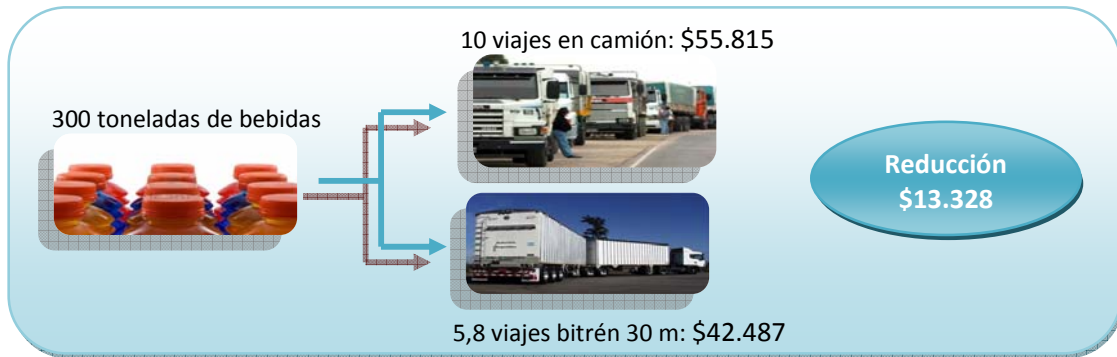 10 viajes en camión: $55.815
300 toneladas de bebidas
Reducción
$13.328
5,8 viajes bitrén 30 m: $42.487